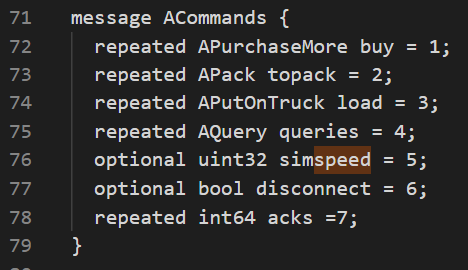 71 message ACommands {
72 repeated APurchaseMore buy = 1;
73 repeated APack topack = 2;
74 repeated APutOnTruck load = 3;
75 repeated AQuery queries = 4;
76 optional uint32 simspeed = 5;
77 optional bool disconnect = 6;
78 repeated int64 acks =7;
79 }